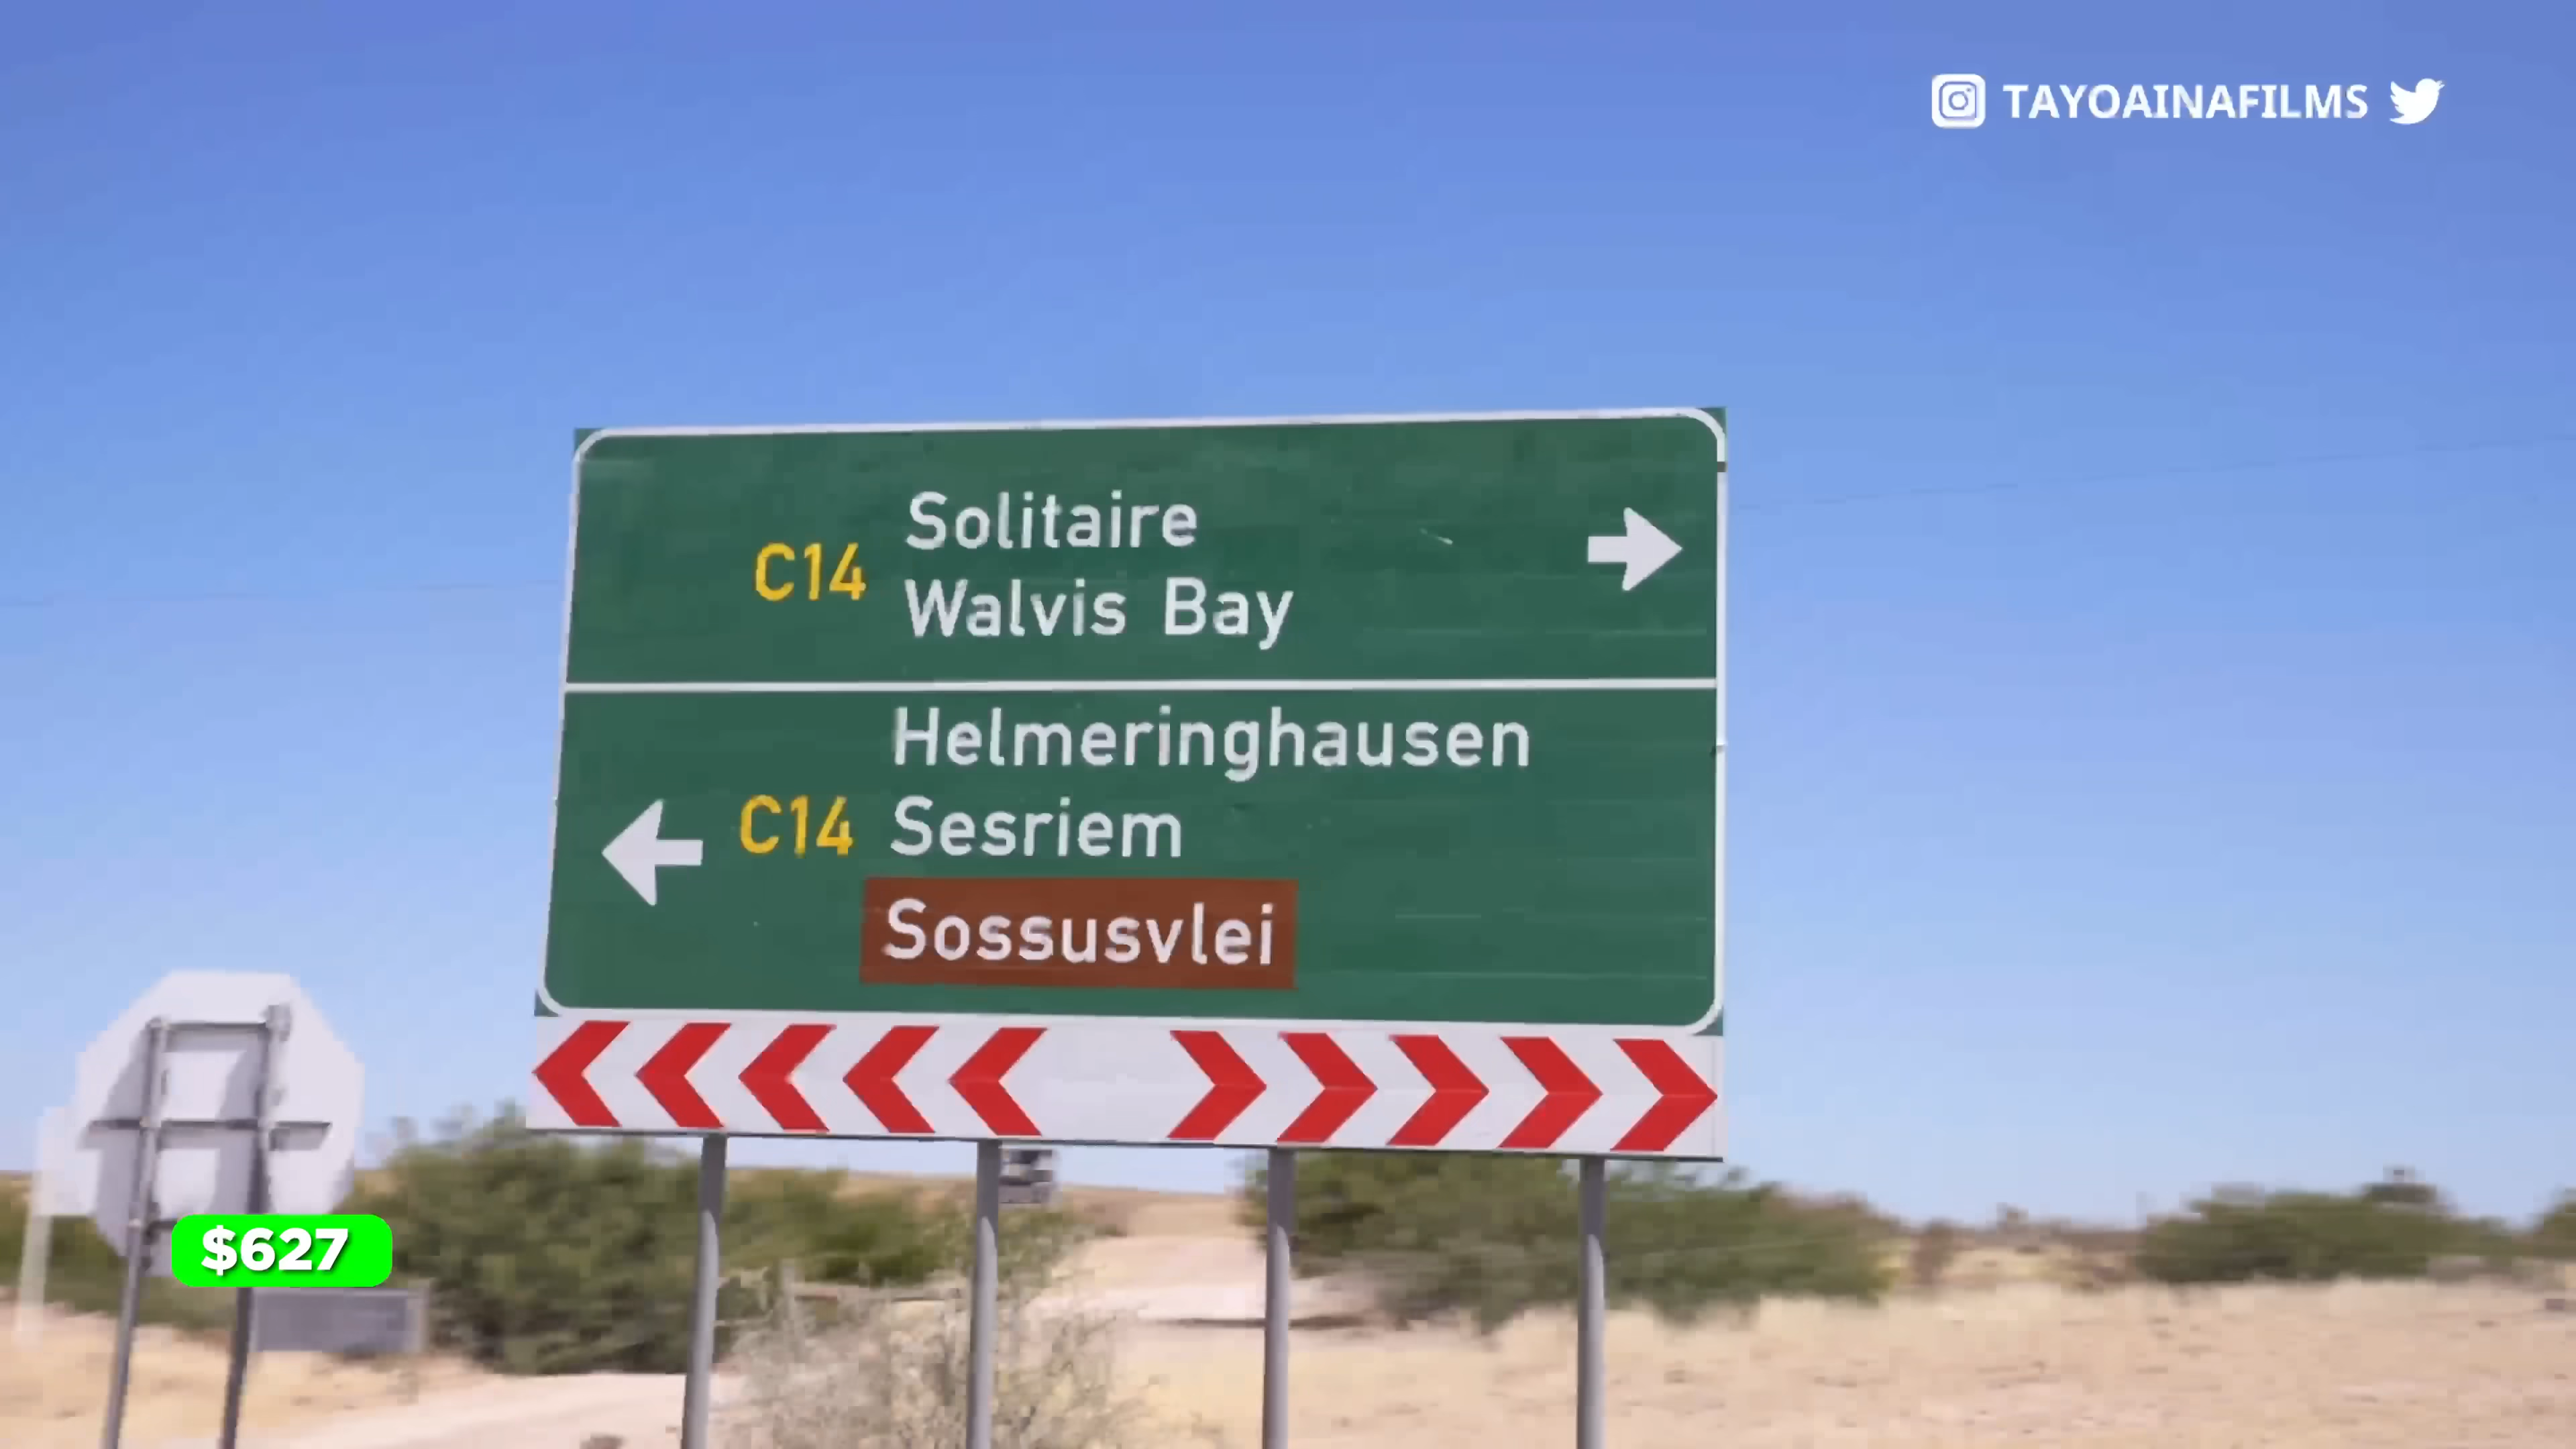 TAYOAINAFILMS
Solitaire
C14
Walvis Bay
Helmeringhausen
C14 Sesriem
Sossusvlei
$627